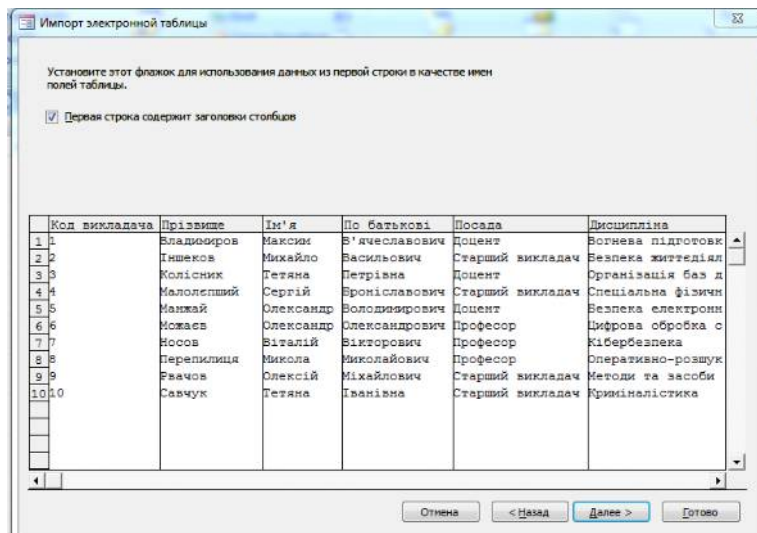 Импорт электронной таблицы
Установите этот флажок для использования данных из первой строки в качестве имен
полей таблицы.
Первая строка содержит заголовки столбцов
Код викладача Прізвище Ім'я По батькові Посада Дисципліна
1 1 Владимиров Максим В'ячеславович Доцент Вогнева підготовк
2 2 Іншеков Михайло Васильович Старший викладач Безпека життєдіял
3 3 Колісник Тетяна Петрівна Доцент Організація баз д
4 4 Малолєпший Сергій Броніславович Старший викладач Спеціальна фізичн
5 5 Манжай Олександр Володимирович Доцент Безпека електронн
6 6 Можаєв Олександр Олександрович Професор Цифрова обробка с
7 7 Носов Віталій Вікторович Професор Кібербезпека
8 8 Перепилиця Микола Миколайович Професор Оперативно-розшук
9 9 Рвачов Олексій Міхайлович Старший викладач Методи та засоби
10 10 Савчук Тетяна Іванівна Старший викладач Криміналістика
Отмена < Назад Далее > Готово